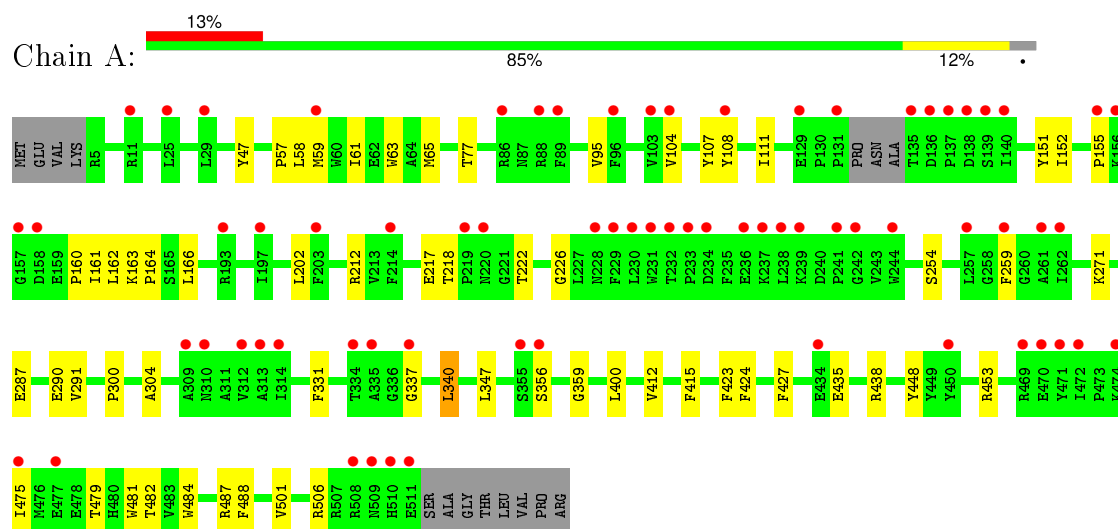 13%
Chain A:
85% 12% •
MET GLU VAL LYS R5 R11 L25 L29 Y47 P57 L58 M59 W60 I61 E62 W63 A64 M65 T77 R86 N87 R88 F89 V95 F96 V103 V104 Y107 Y108 I111 E129 P130 P131 PRO ASN ALA T135 D136 P137 D138 S139 I140 Y151 I152 P155 K156
G157 D158 E159 P160 I161 L162 K163 P164 S165 L166 R193 I197 L202 F203 R212 V213 F214 E217 T218 P219 N220 G221 T222 G226 L227 N228 F229 L230 W231 T232 P233 D234 F235 E236 K237 L238 K239 D240 P241 G242 V243 W244 S254 L257 G258 F259 G260 A261 I262 K271
E287 E290 V291 P300 A304 A309 N310 A311 V312 A313 I314 F331 T334 A335 G336 G337 L340 L347 S355 S356 G359 L400 V412 F415 F423 F424 F427 E434 E435 R438 Y448 Y449 Y450 R453 R469 E470 Y471 I472 P473 K474
I475 M476 E477 E478 T479 H480 W481 T482 V483 W484 R487 F488 V501 R506 R507 R508 N509 H510 E511 SER ALA GLY THR LEU VAL PRO ARG